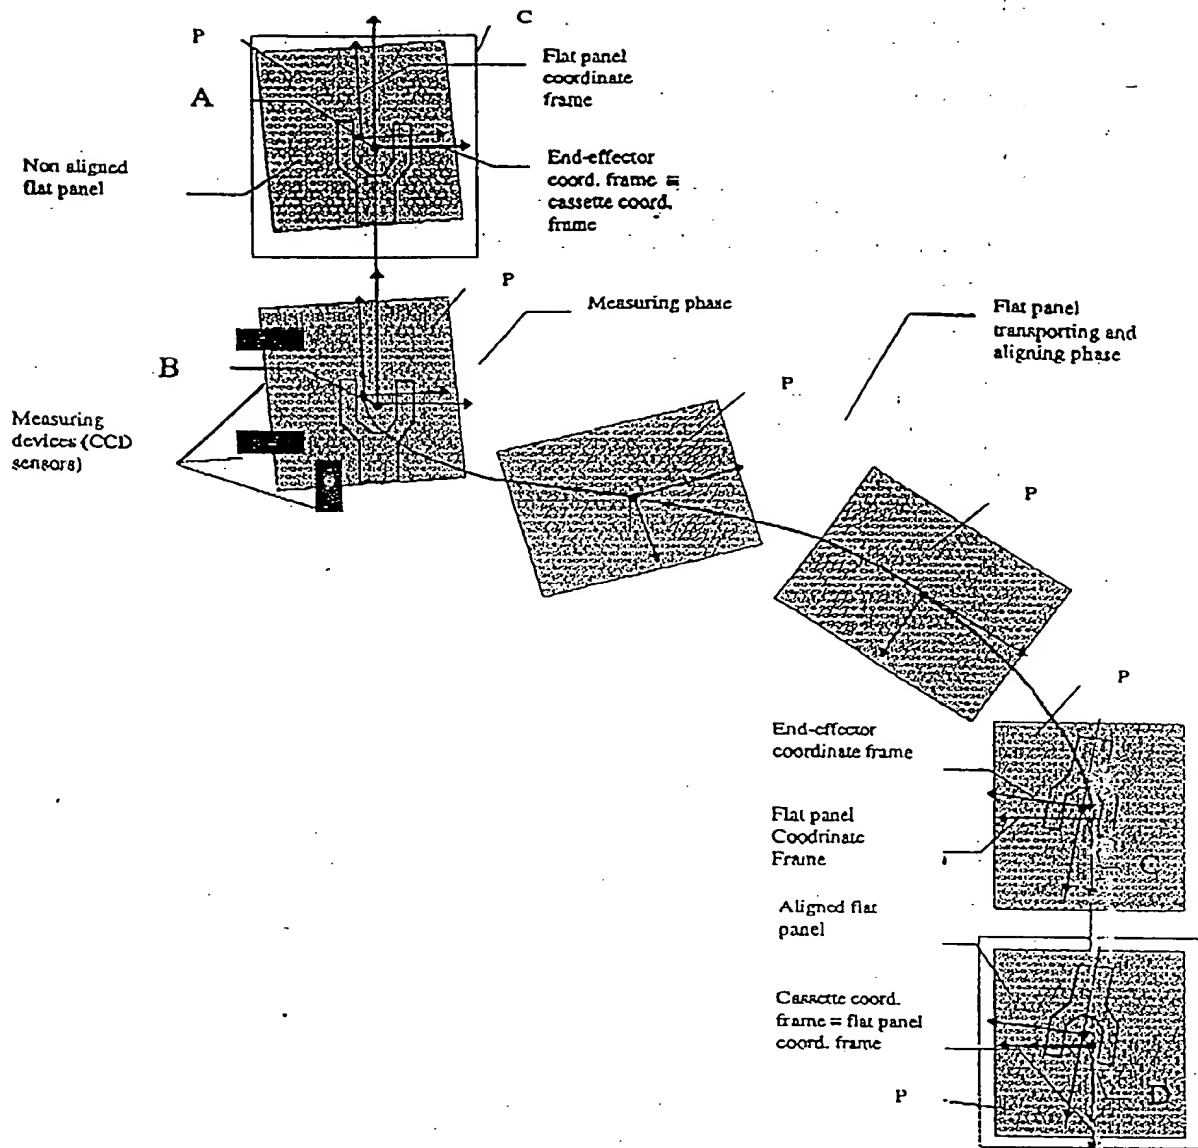 C
P
A
Flat panel
coordinate
frame
Non aligned
flat panel
End-effector
coord. frame ≡
cassette coord.
frame
P
Measuring phase
Flat panel
transporting and
aligning phase
B
P
Measuring
devices (CCD
sensors)
P
P
End-effector
coordinate frame
Flat panel
Coodrinate
Frame
C
Aligned flat
panel
Cassette coord.
frame ≡ flat panel
coord. frame
P
D